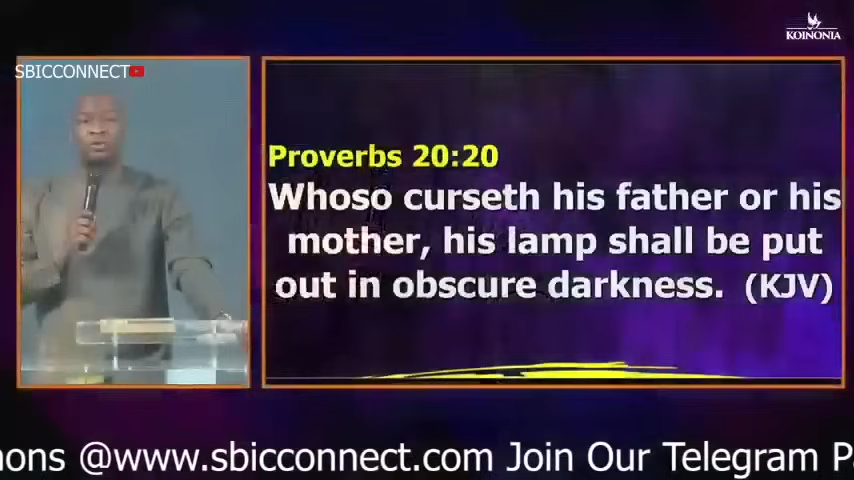 KOINONIA
SBICCONNECT
Proverbs 20:20
Whoso curseth his father or his
mother, his lamp shall be put
out in obscure darkness. (KJV)
ons @www.sbicconnect.com Join Our Telegram P